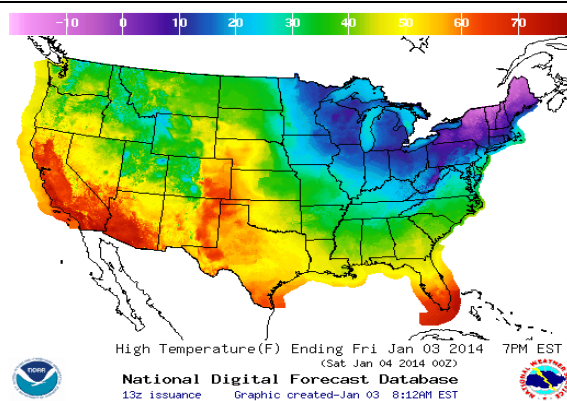 -10 0 10 20 30 40 50 60 70
High Temperature(F) Ending Fri Jan 03 2014 7PM EST
(Sat Jan 04 2014 00Z)
National Digital Forecast Database
13z issuance Graphic created-Jan 03 8:12AM EST
NOAA